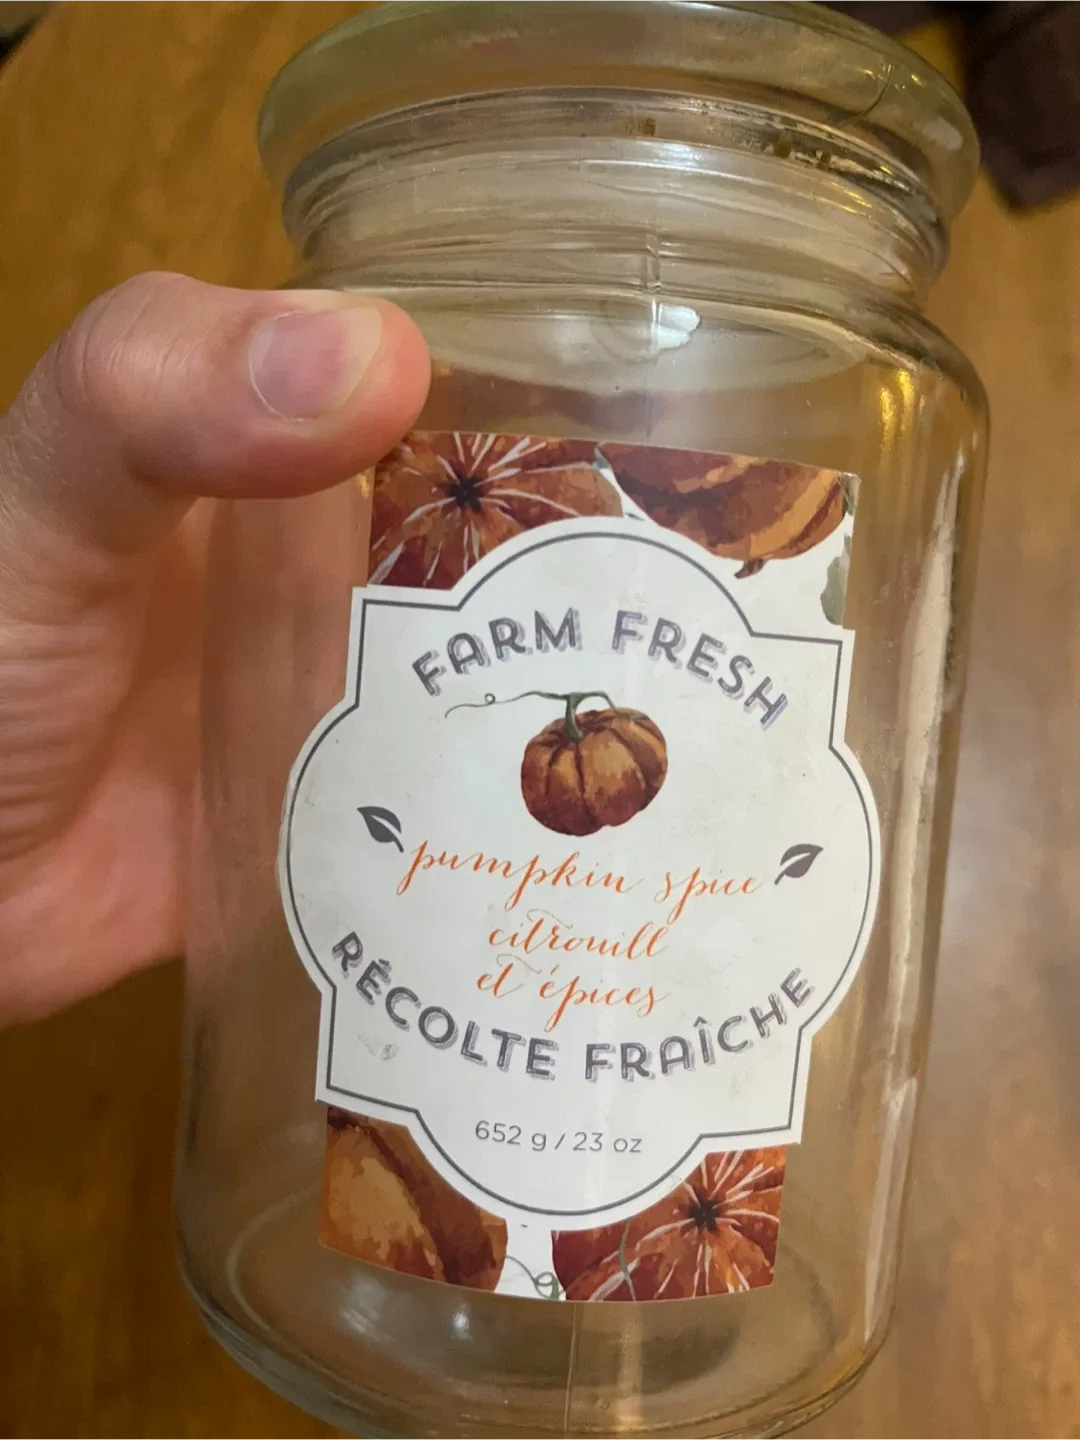 FARM FRESH
pumpkin spice
citrouill
et épices
RÉCOLTE FRAÎCHE
652 g / 23 oz